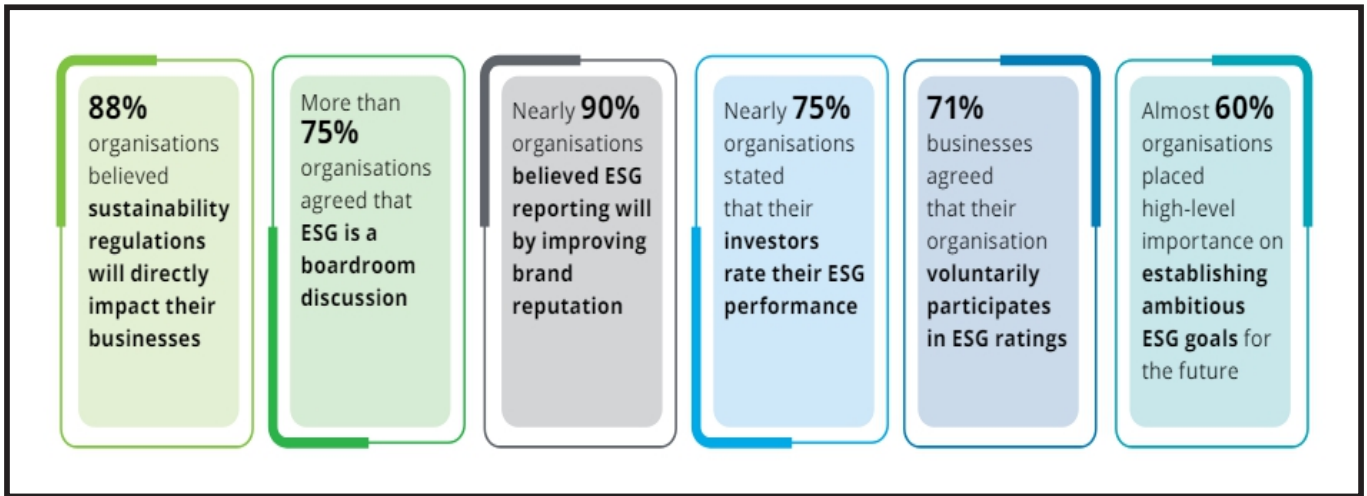 88%
organisations
believed
sustainability
regulations
will directly
impact their
businesses
More than
75%
organisations
agreed that
ESG is a
boardroom
discussion
Nearly 90%
organisations
believed ESG
reporting will
by improving
brand
reputation
Nearly 75%
organisations
stated
that their
investors
rate their ESG
performance
71%
businesses
agreed
that their
organisation
voluntarily
participates
in ESG ratings
Almost 60%
organisations
placed
high-level
importance on
establishing
ambitious
ESG goals for
the future